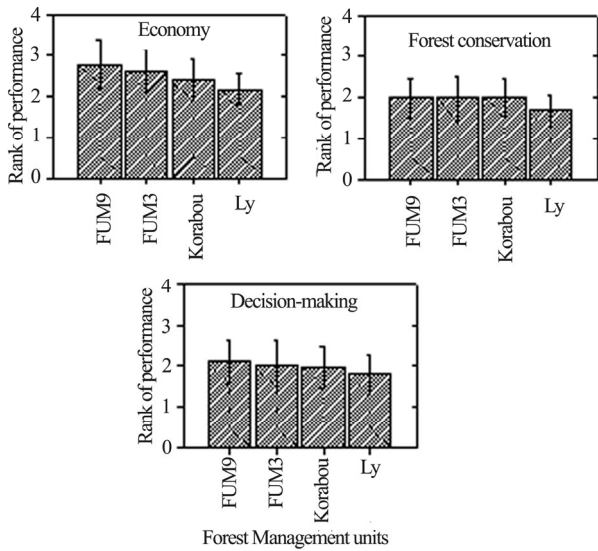 Economy
Rank of performance
4
3
2
1
0
FUM9
FUM3
Korabou
Ly
Forest conservation
Rank of performance
4
3
2
1
0
FUM9
FUM3
Korabou
Ly
Decision-making
Rank of performance
4
3
2
1
0
FUM9
FUM3
Korabou
Ly
Forest Management units